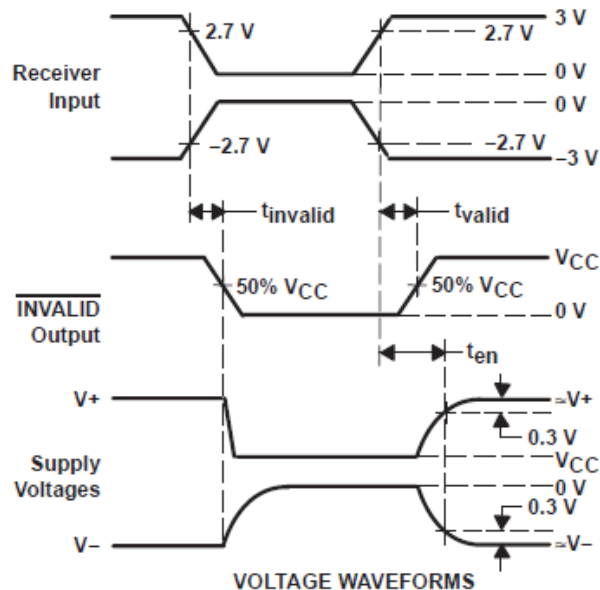 3 V
2.7 V
2.7 V
Receiver
Input
0 V
0 V
–2.7 V
–2.7 V
–3 V
tinvalid
tvalid
VCC
50% VCC
50% VCC
INVALID
Output
0 V
ten
V+
≃V+
0.3 V
Supply
Voltages
VCC
0 V
0.3 V
V–
≃V–
VOLTAGE WAVEFORMS